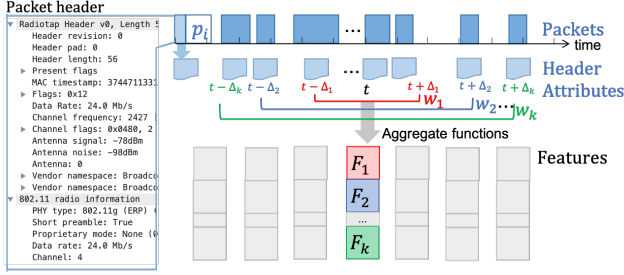 Packet header
Radiotap Header v0, Length 5
Header revision: 0
Header pad: 0
Header length: 56
Present flags
MAC timestamp: 3744711331
Flags: 0x12
Data Rate: 24.0 Mb/s
Channel frequency: 2427 [
Channel flags: 0x0480, 2
Antenna signal: -78dBm
Antenna noise: -98dBm
Antenna: 0
Vendor namespace: Broadco
Vendor namespace: Broadco
802.11 radio information
PHY type: 802.11g (ERP) (
Short preamble: True
Proprietary mode: None (0
Data rate: 24.0 Mb/s
Channel: 4
p_i
...
Packets
time
Header
Attributes
...
t − Δ_k
t − Δ_2
t − Δ_1
t
t + Δ_1
t + Δ_2
t + Δ_k
w_1
w_2
...
w_k
Aggregate functions
Features
F_1
F_2
...
F_k